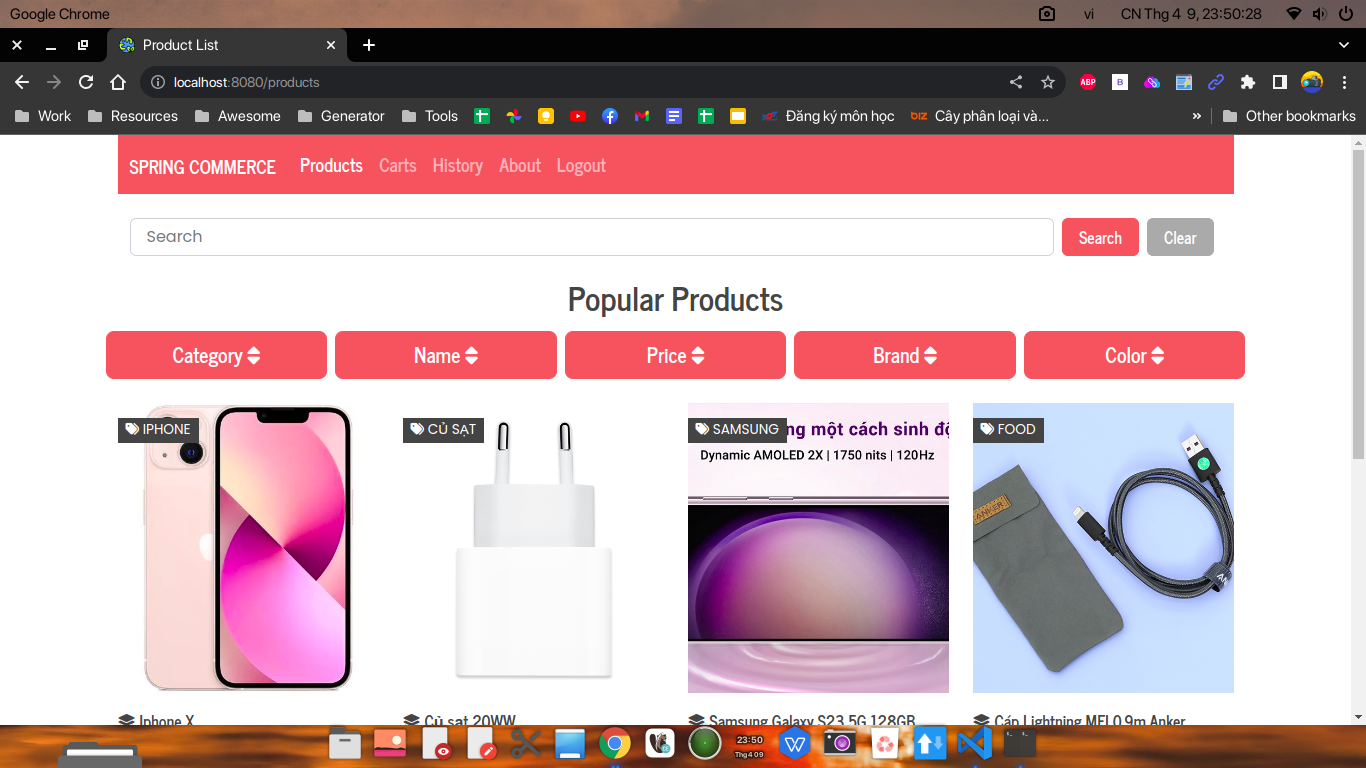 Google Chrome
vi
CN Thg 4 9, 23:50:28
Product List
localhost:8080/products
ABP
B
Work
Resources
Awesome
Generator
Tools
Đăng ký môn học
biz
Cây phân loại và...
»
Other bookmarks
SPRING COMMERCE
Products
Carts
History
About
Logout
Search
Search
Clear
Popular Products
Category
Name
Price
Brand
Color
IPHONE
CỦ SẠT
SAMSUNG
ng một cách sinh độ
Dynamic AMOLED 2X | 1750 nits | 120Hz
FOOD
ANKER
Iphone X
Củ sạt 20WW
Samsung Galaxy S23 5G 128GB
Cáp Lightning MFI 0.9m Anker
23:50
Thg4 09